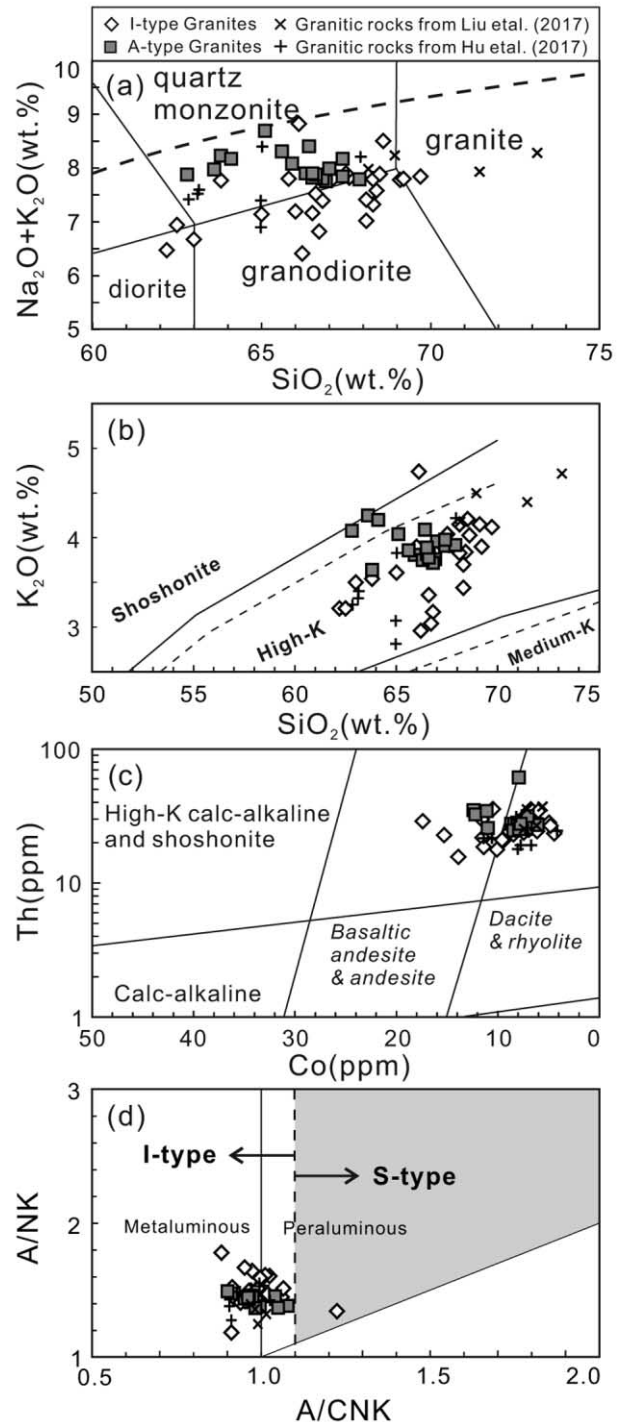 I-type Granites × Granitic rocks from Liu etal. (2017)
A-type Granites + Granitic rocks from Hu etal. (2017)
(a)
quartz
monzonite
granite
granodiorite
diorite
10
9
8
7
6
5
Na₂O+K₂O(wt.%)
60 65 70 75
SiO₂(wt.%)
(b)
Shoshonite
High-K
Medium-K
5
4
3
K₂O(wt.%)
50 55 60 65 70 75
SiO₂(wt.%)
(c)
High-K calc-alkaline
and shoshonite
Basaltic
andesite
& andesite
Dacite
& rhyolite
Calc-alkaline
100
10
1
Th(ppm)
50 40 30 20 10 0
Co(ppm)
(d)
I-type
S-type
Metaluminous
Peraluminous
3
2
1
A/NK
0.5 1.0 1.5 2.0
A/CNK